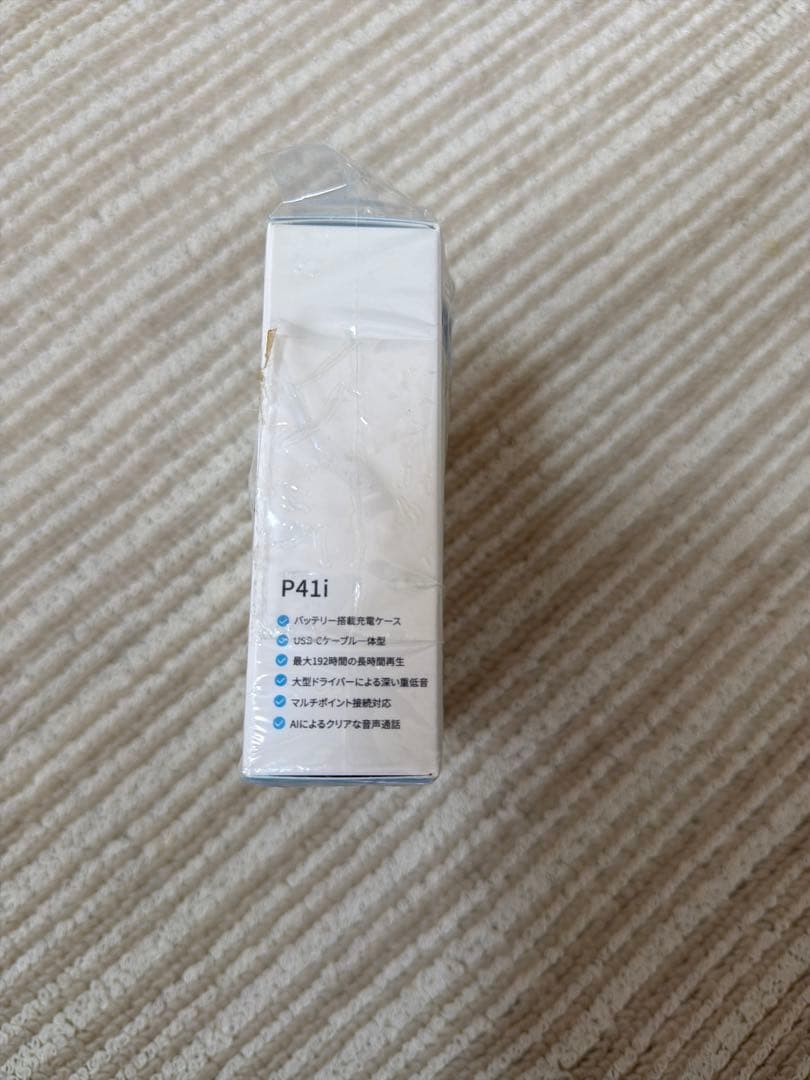 P41i
バッテリー搭載充電ケース
USB-Cケーブル一体型
最大192時間の長時間再生
大型ドライバーによる深い重低音
マルチポイント接続対応
AIによるクリアな音声通話